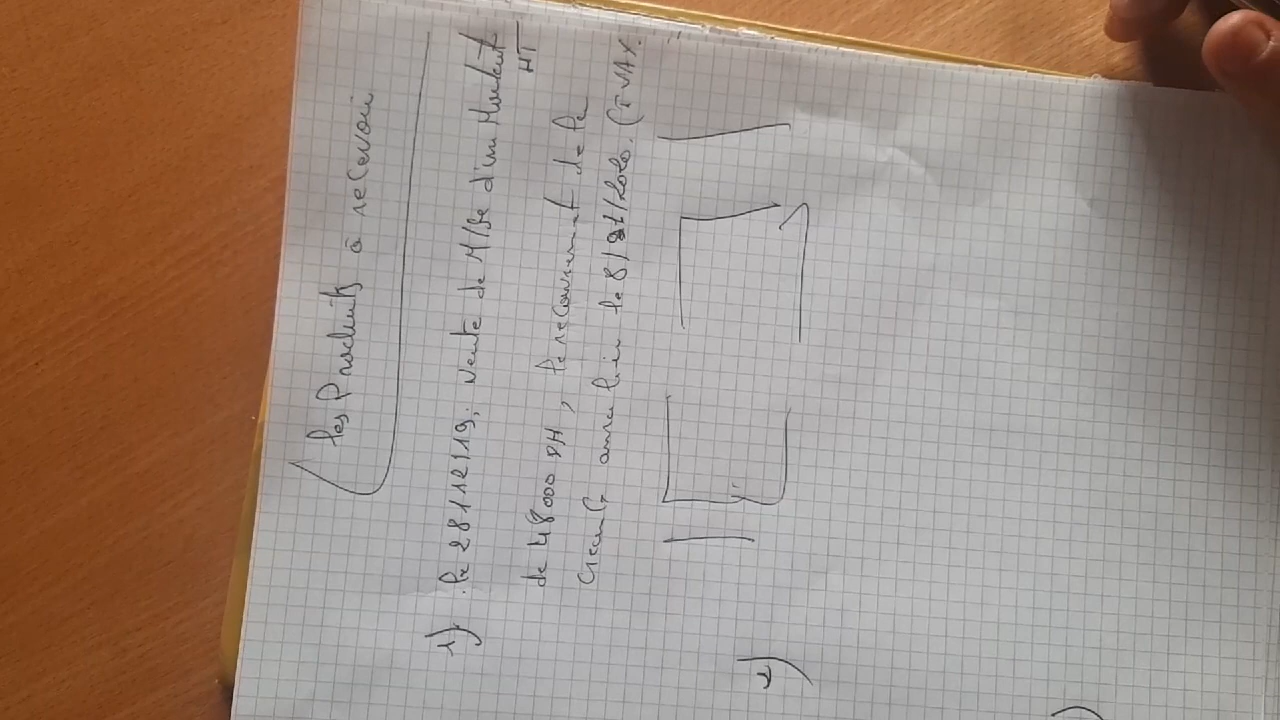 les Produits à recevoir
1) le 28/12/19: Vente de M/se d'un Montant HT
de 48000 DH, le recouvrement de la
Créance aura lieu le 8/01/2020. (TVA
2)